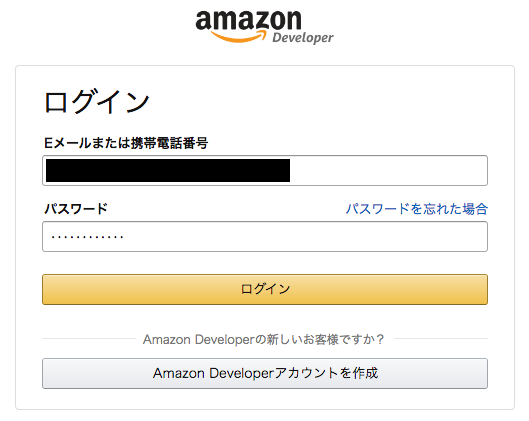 amazon
Developer
ログイン
Eメールまたは携帯電話番号
パスワード パスワードを忘れた場合
............
ログイン
Amazon Developerの新しいお客様ですか？
Amazon Developerアカウントを作成